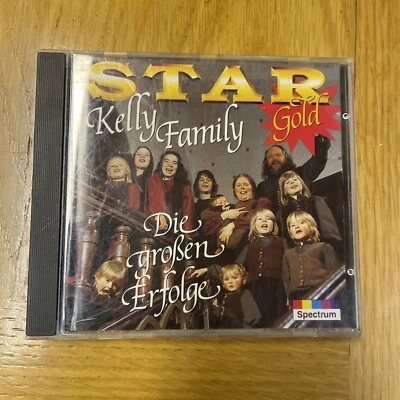 STAR
Gold
Kelly Family
Die
großen
Erfolge
Spectrum